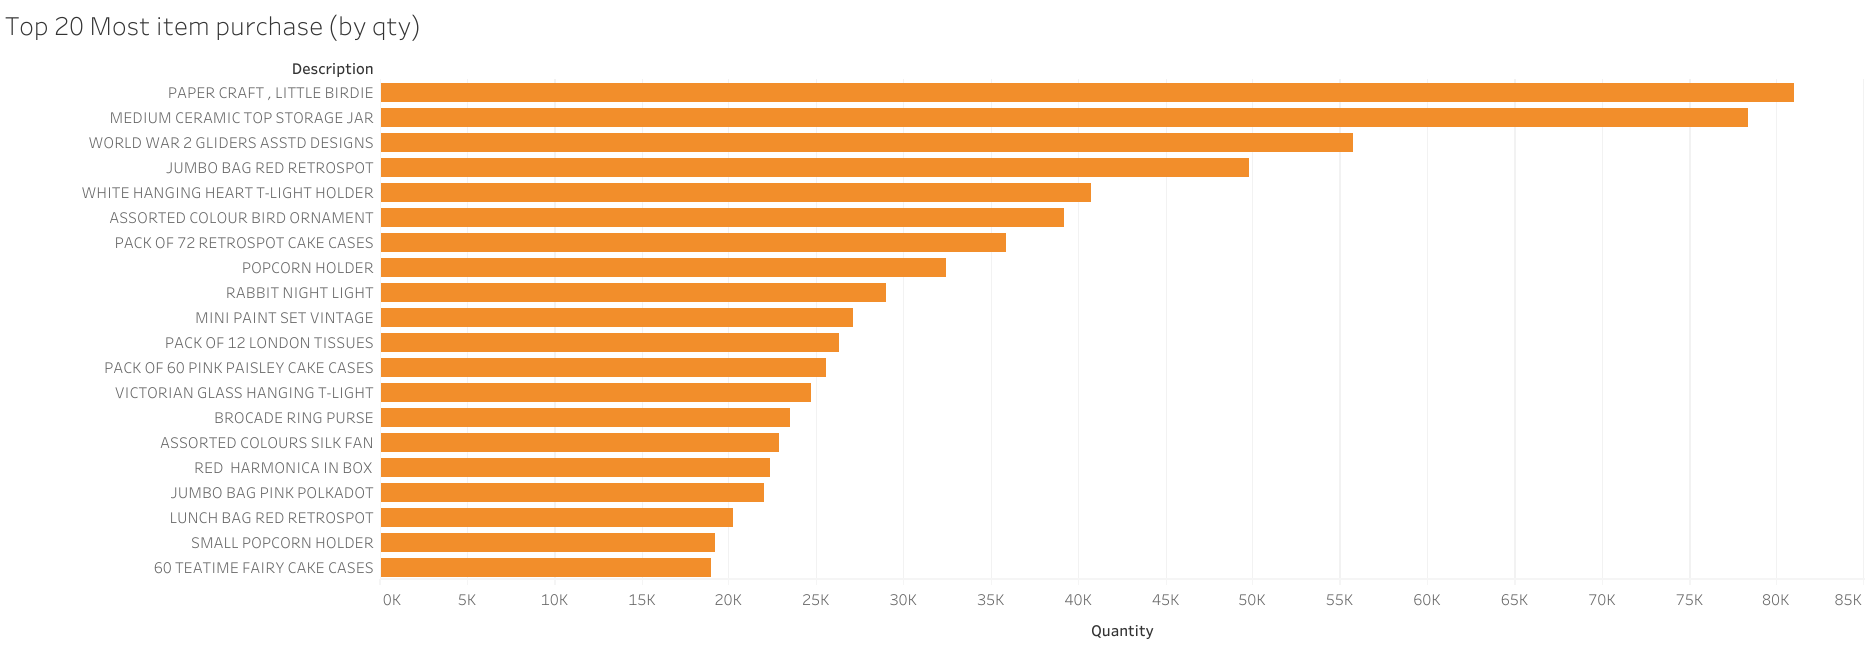 Top 20 Most item purchase (by qty)
Description
PAPER CRAFT , LITTLE BIRDIE
MEDIUM CERAMIC TOP STORAGE JAR
WORLD WAR 2 GLIDERS ASSTD DESIGNS
JUMBO BAG RED RETROSPOT
WHITE HANGING HEART T-LIGHT HOLDER
ASSORTED COLOUR BIRD ORNAMENT
PACK OF 72 RETROSPOT CAKE CASES
POPCORN HOLDER
RABBIT NIGHT LIGHT
MINI PAINT SET VINTAGE
PACK OF 12 LONDON TISSUES
PACK OF 60 PINK PAISLEY CAKE CASES
VICTORIAN GLASS HANGING T-LIGHT
BROCADE RING PURSE
ASSORTED COLOURS SILK FAN
RED  HARMONICA IN BOX
JUMBO BAG PINK POLKADOT
LUNCH BAG RED RETROSPOT
SMALL POPCORN HOLDER
60 TEATIME FAIRY CAKE CASES
0K 5K 10K 15K 20K 25K 30K 35K 40K 45K 50K 55K 60K 65K 70K 75K 80K 85K
Quantity